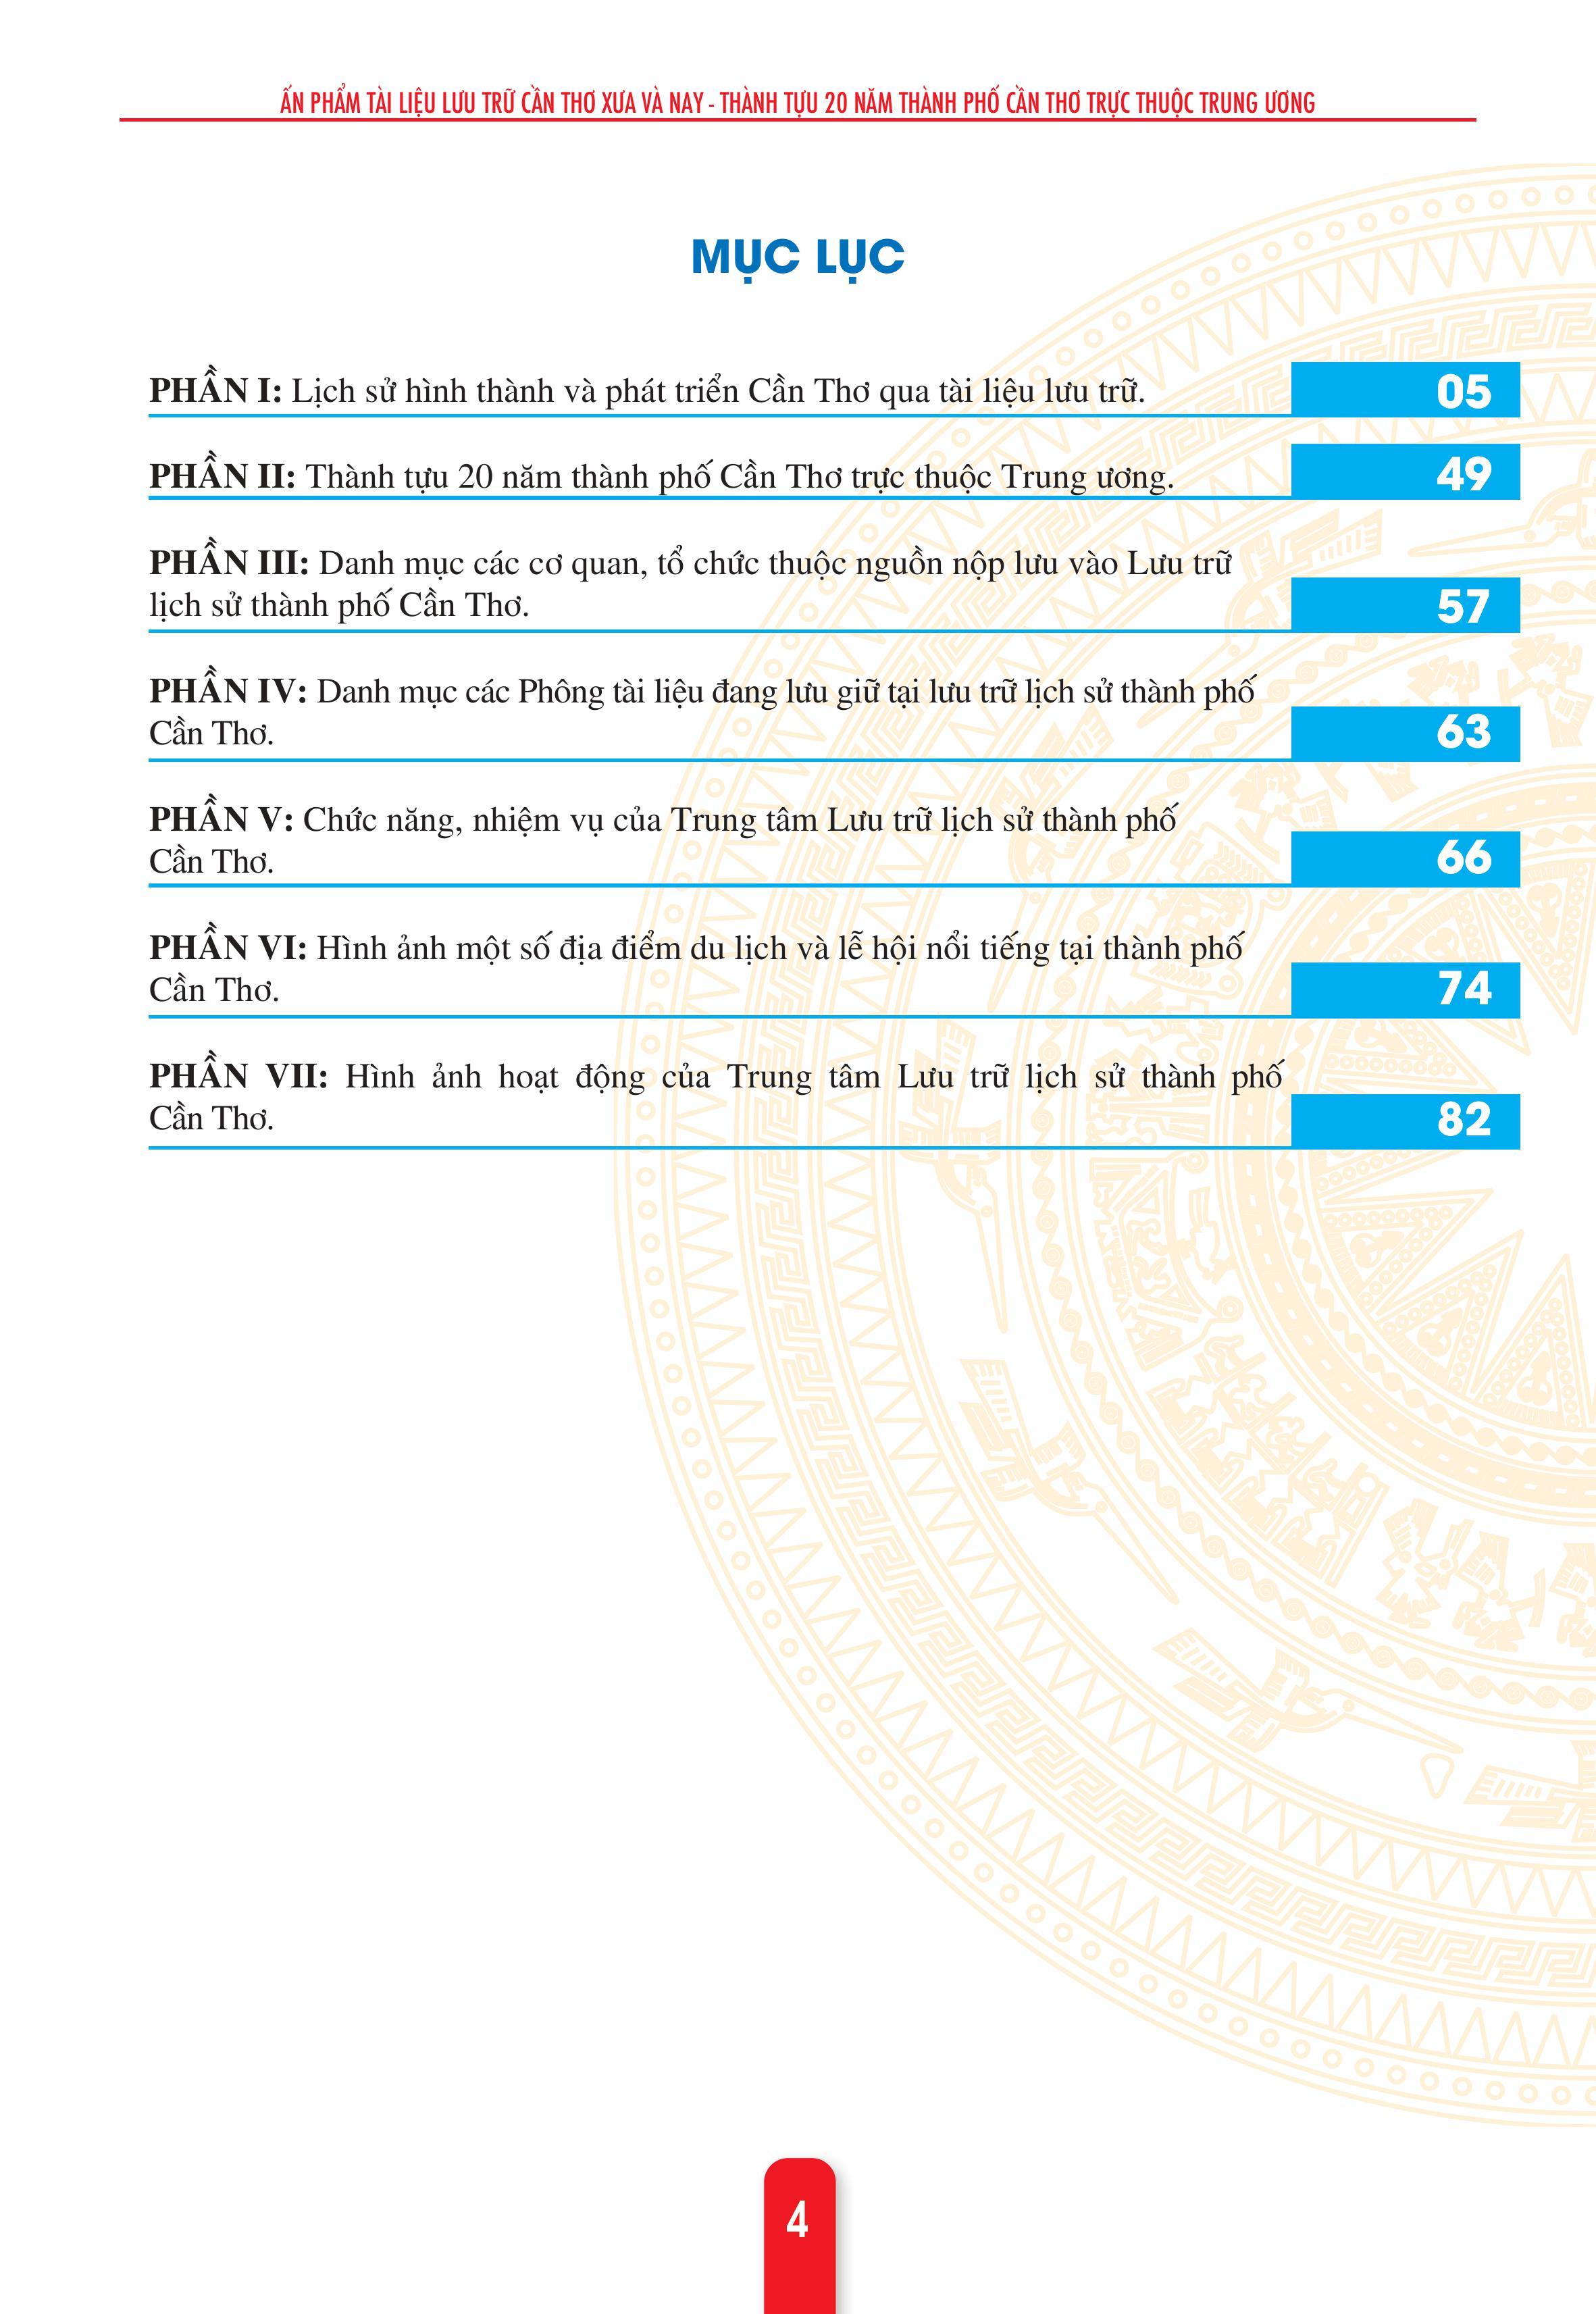 ẤN PHẨM TÀI LIỆU LƯU TRỮ CẦN THƠ XƯA VÀ NAY - THÀNH TỰU 20 NĂM THÀNH PHỐ CẦN THƠ TRỰC THUỘC TRUNG ƯƠNG
MỤC LỤC
PHẦN I: Lịch sử hình thành và phát triển Cần Thơ qua tài liệu lưu trữ. 05
PHẦN II: Thành tựu 20 năm thành phố Cần Thơ trực thuộc Trung ương. 49
PHẦN III: Danh mục các cơ quan, tổ chức thuộc nguồn nộp lưu vào Lưu trữ
lịch sử thành phố Cần Thơ. 57
PHẦN IV: Danh mục các Phông tài liệu đang lưu giữ tại lưu trữ lịch sử thành phố
Cần Thơ. 63
PHẦN V: Chức năng, nhiệm vụ của Trung tâm Lưu trữ lịch sử thành phố
Cần Thơ. 66
PHẦN VI: Hình ảnh một số địa điểm du lịch và lễ hội nổi tiếng tại thành phố
Cần Thơ. 74
PHẦN VII: Hình ảnh hoạt động của Trung tâm Lưu trữ lịch sử thành phố
Cần Thơ. 82
4